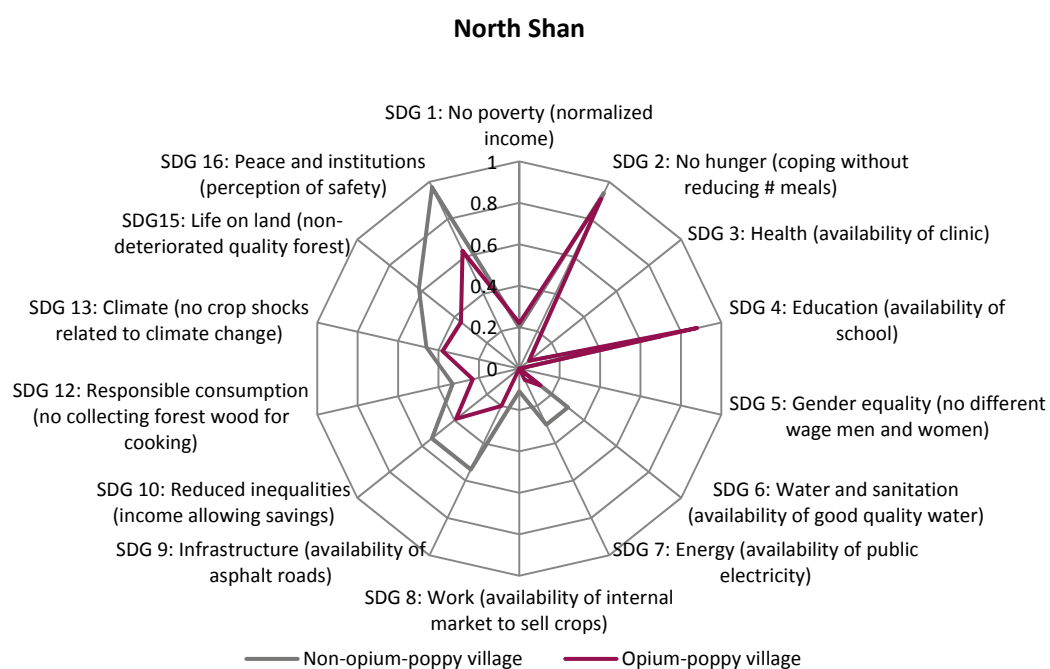 North Shan
SDG 1: No poverty (normalized
income)
SDG 2: No hunger (coping without
reducing # meals)
SDG 3: Health (availability of clinic)
SDG 4: Education (availability of
school)
SDG 5: Gender equality (no different
wage men and women)
SDG 6: Water and sanitation
(availability of good quality water)
SDG 7: Energy (availability of public
electricity)
SDG 8: Work (availability of internal
market to sell crops)
SDG 9: Infrastructure (availability of
asphalt roads)
SDG 10: Reduced inequalities
(income allowing savings)
SDG 12: Responsible consumption
(no collecting forest wood for
cooking)
SDG 13: Climate (no crop shocks
related to climate change)
SDG15: Life on land (non-
deteriorated quality forest)
SDG 16: Peace and institutions
(perception of safety)
1
0.8
0.6
0.4
0.2
0
Non-opium-poppy village
Opium-poppy village